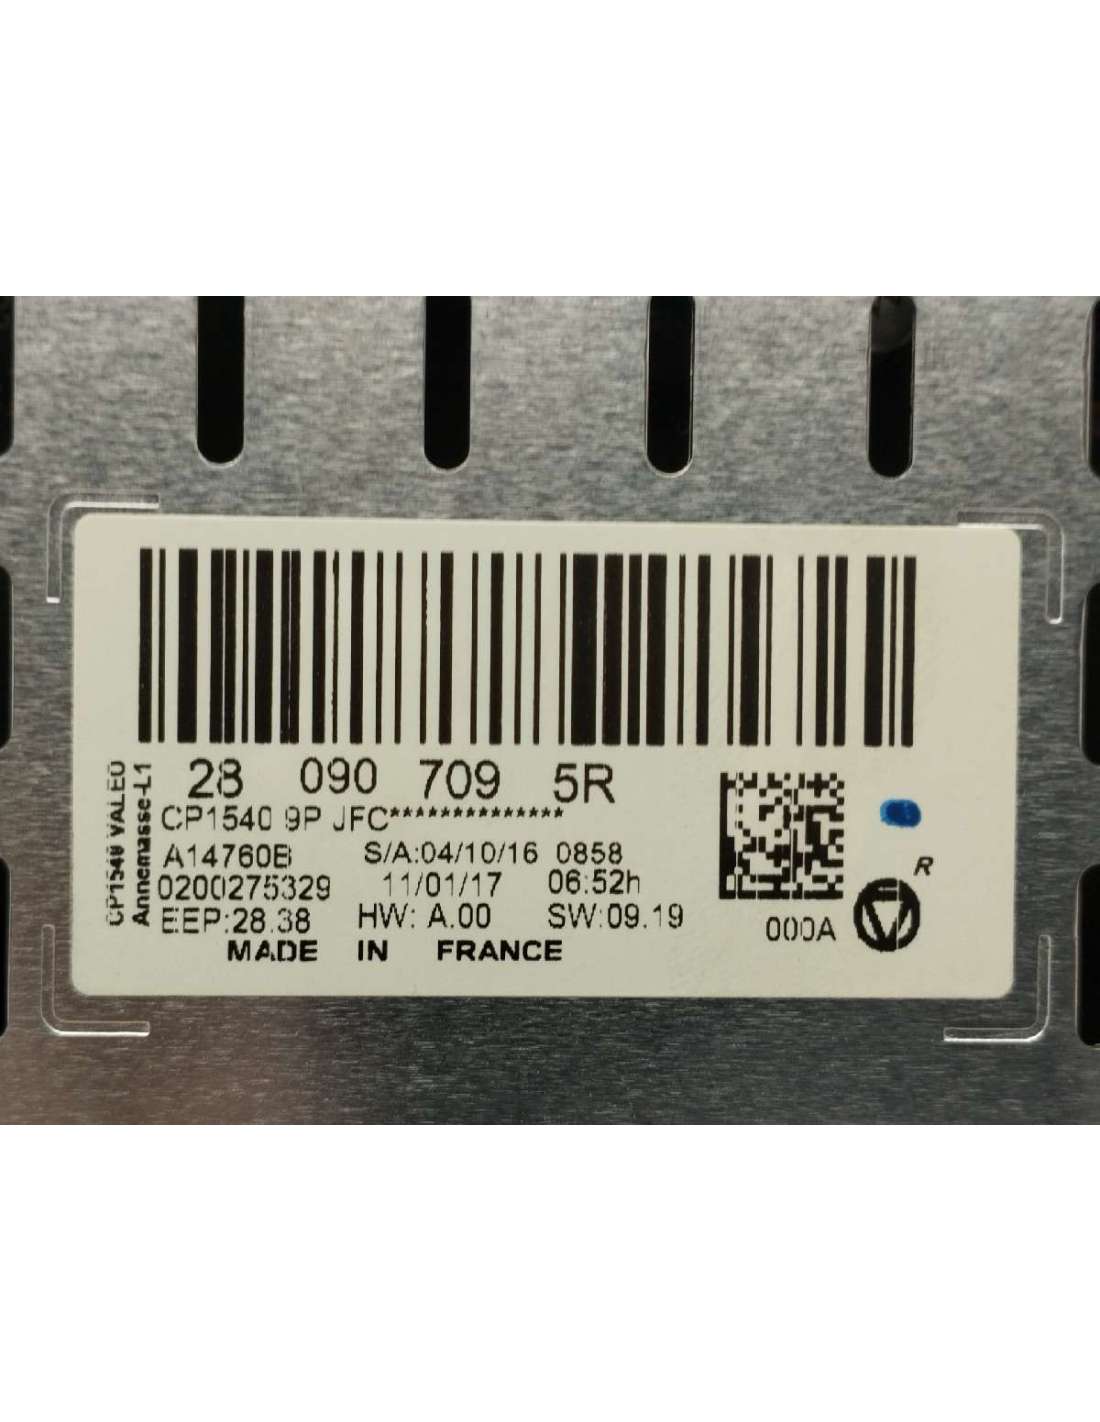 28 090 709 5R
CP1540 9P JFC**************
A14760B S/A:04/10/16 0858
0200275329 11/01/17 06:52h
EEP:28.38 HW: A.00 SW:09.19
MADE IN FRANCE
CP1540 VALEO
Annemasse-L1
R
000A